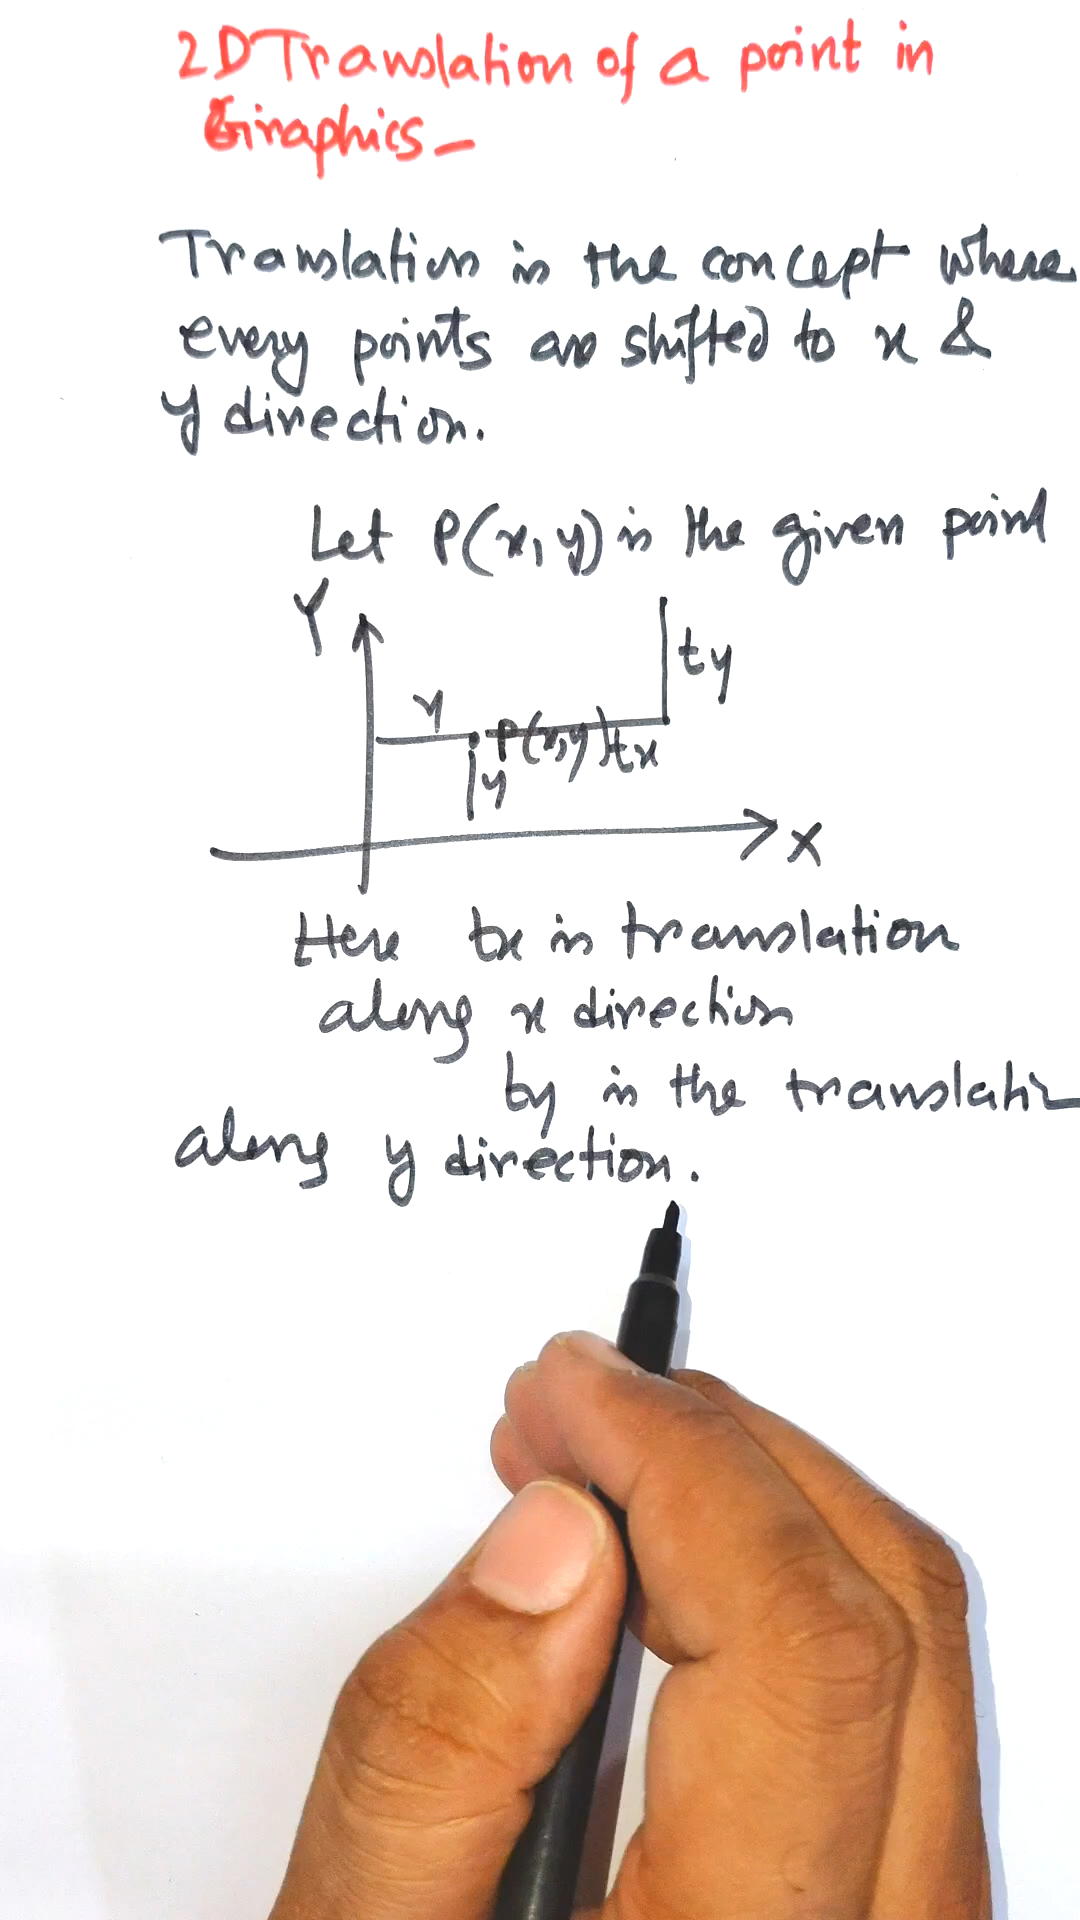 2D Translation of a point in
Graphics-
Translation is the concept where
every points are shifted to x &
y direction.
Let P(x, y) is the given point
Y
ty
x
P(x,y)
tx
y
X
Here tx is translation
along x direction
ty is the translation
along y direction.